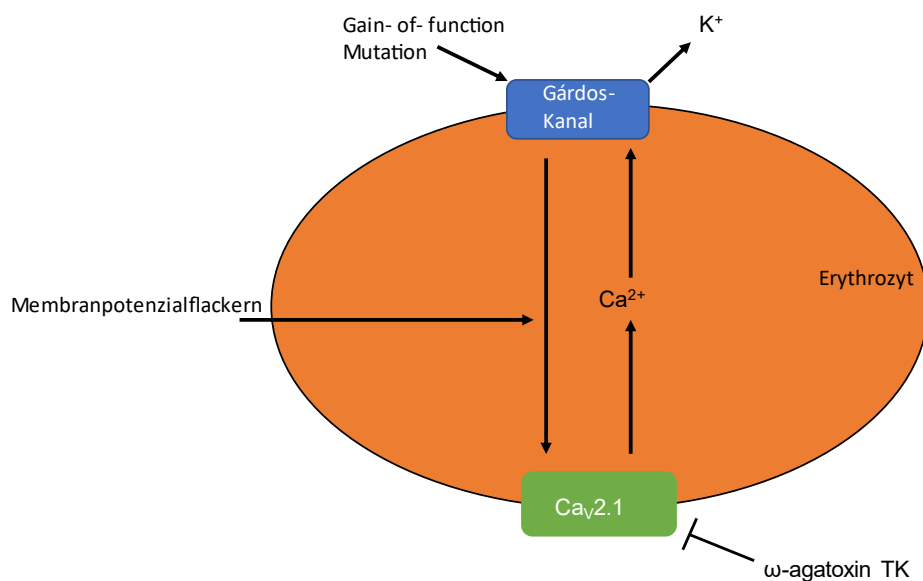 Gain- of- function
Mutation
K⁺
Gárdos-
Kanal
Membranpotenzialflackern
Ca²⁺
Erythrozyt
Caᵥ2.1
ω-agatoxin TK